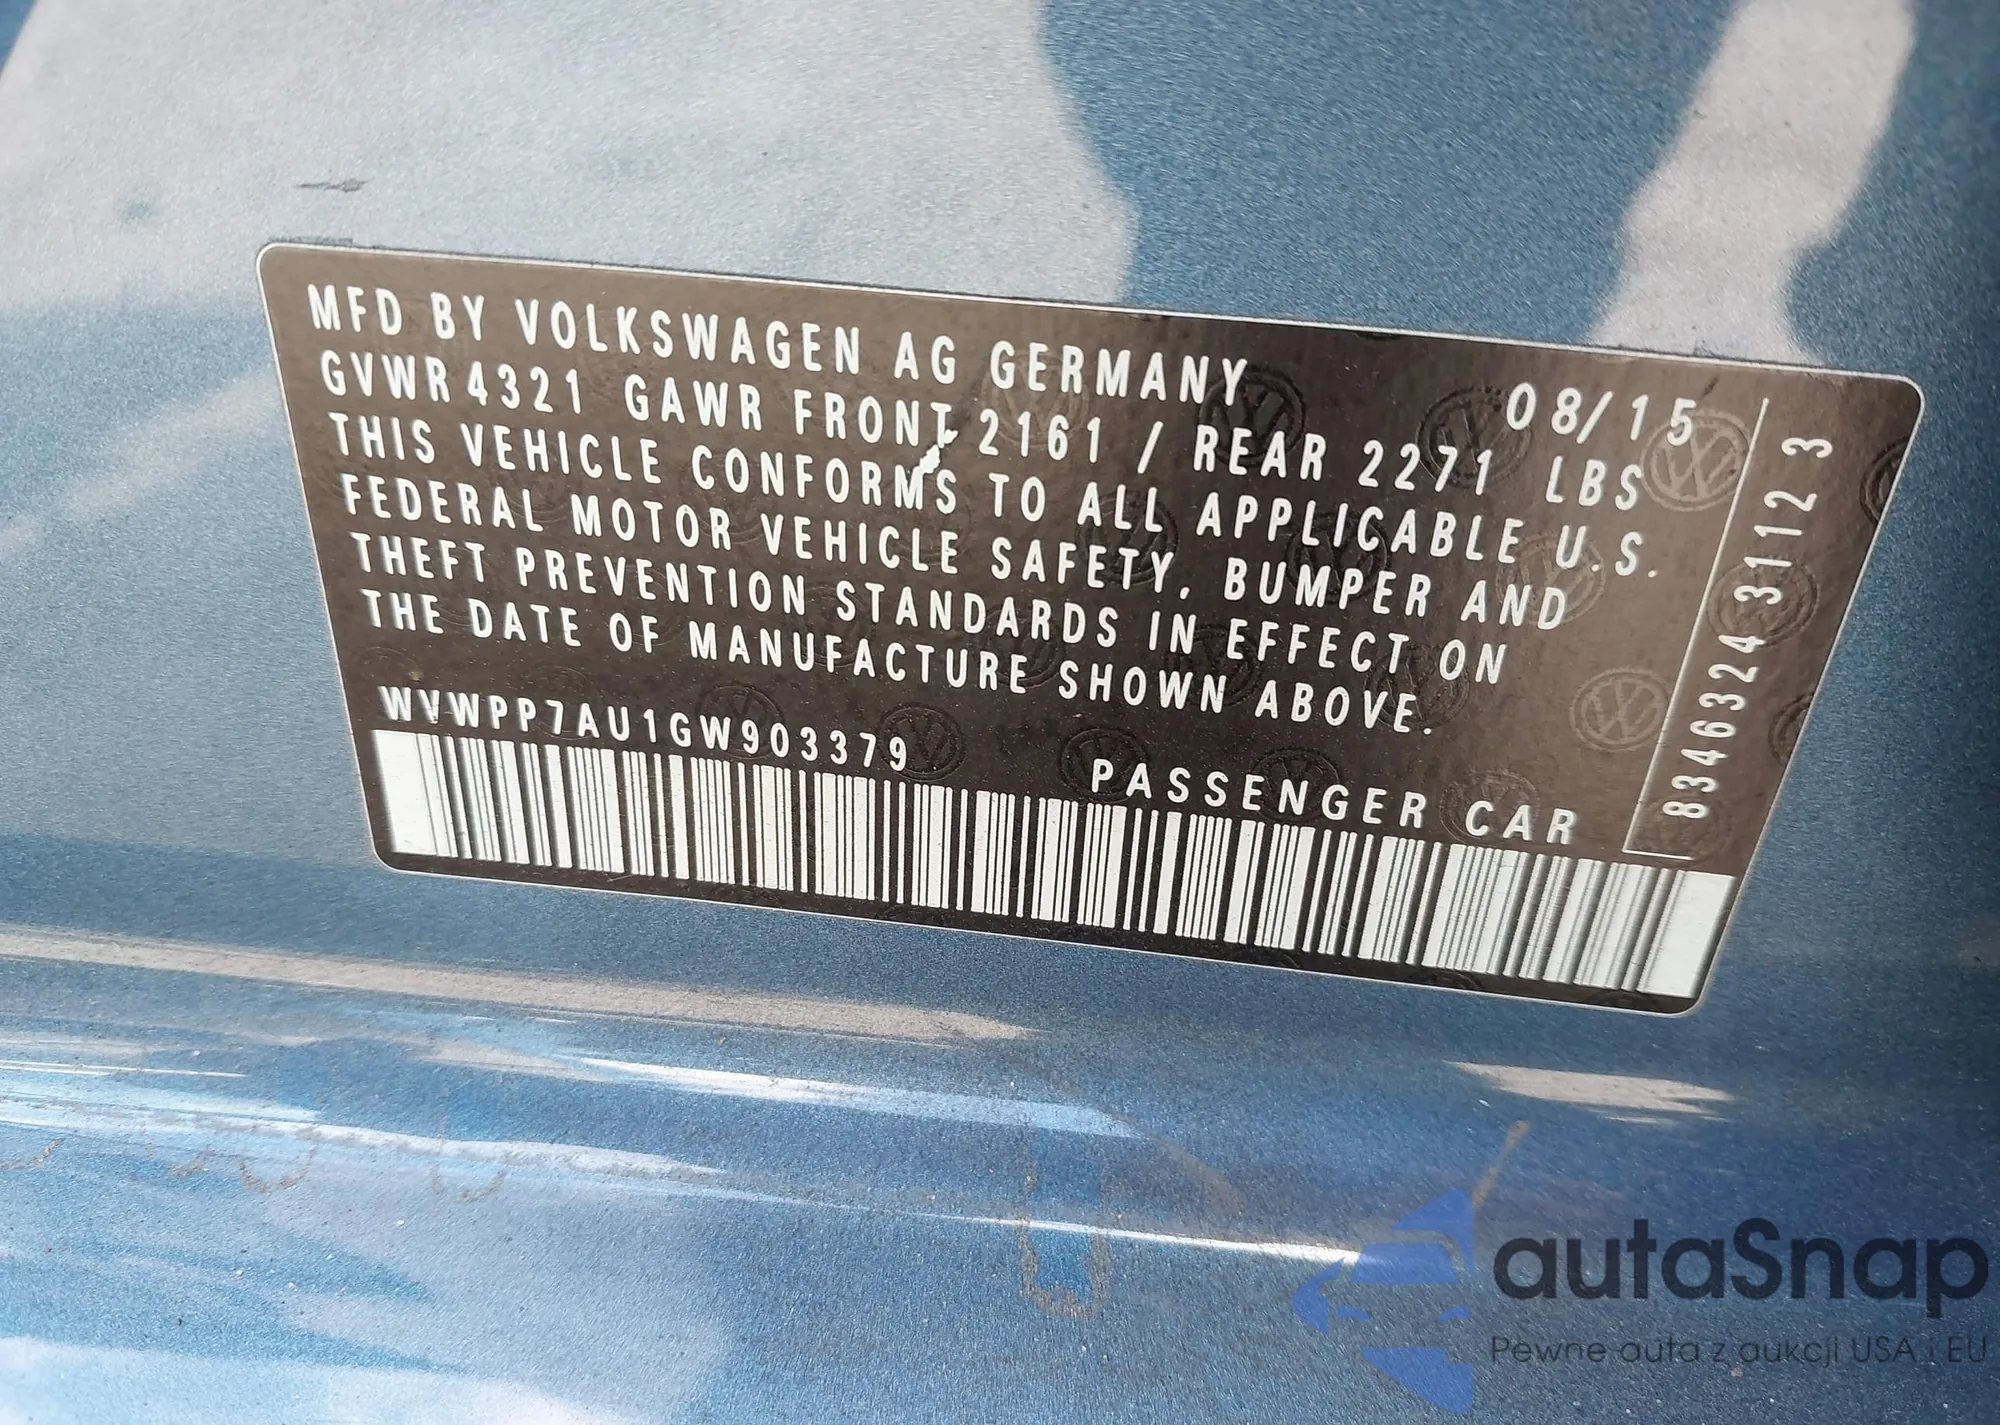 MFD BY VOLKSWAGEN AG GERMANY 08/15
GVWR 4321 GAWR FRONT 2161 / REAR 2271 LBS
THIS VEHICLE CONFORMS TO ALL APPLICABLE U.S.
FEDERAL MOTOR VEHICLE SAFETY, BUMPER AND
THEFT PREVENTION STANDARDS IN EFFECT ON
THE DATE OF MANUFACTURE SHOWN ABOVE.
WVWPP7AU1GW903379
PASSENGER CAR
83463243112 3
autaSnap
Pewne auta z aukcji USA i EU